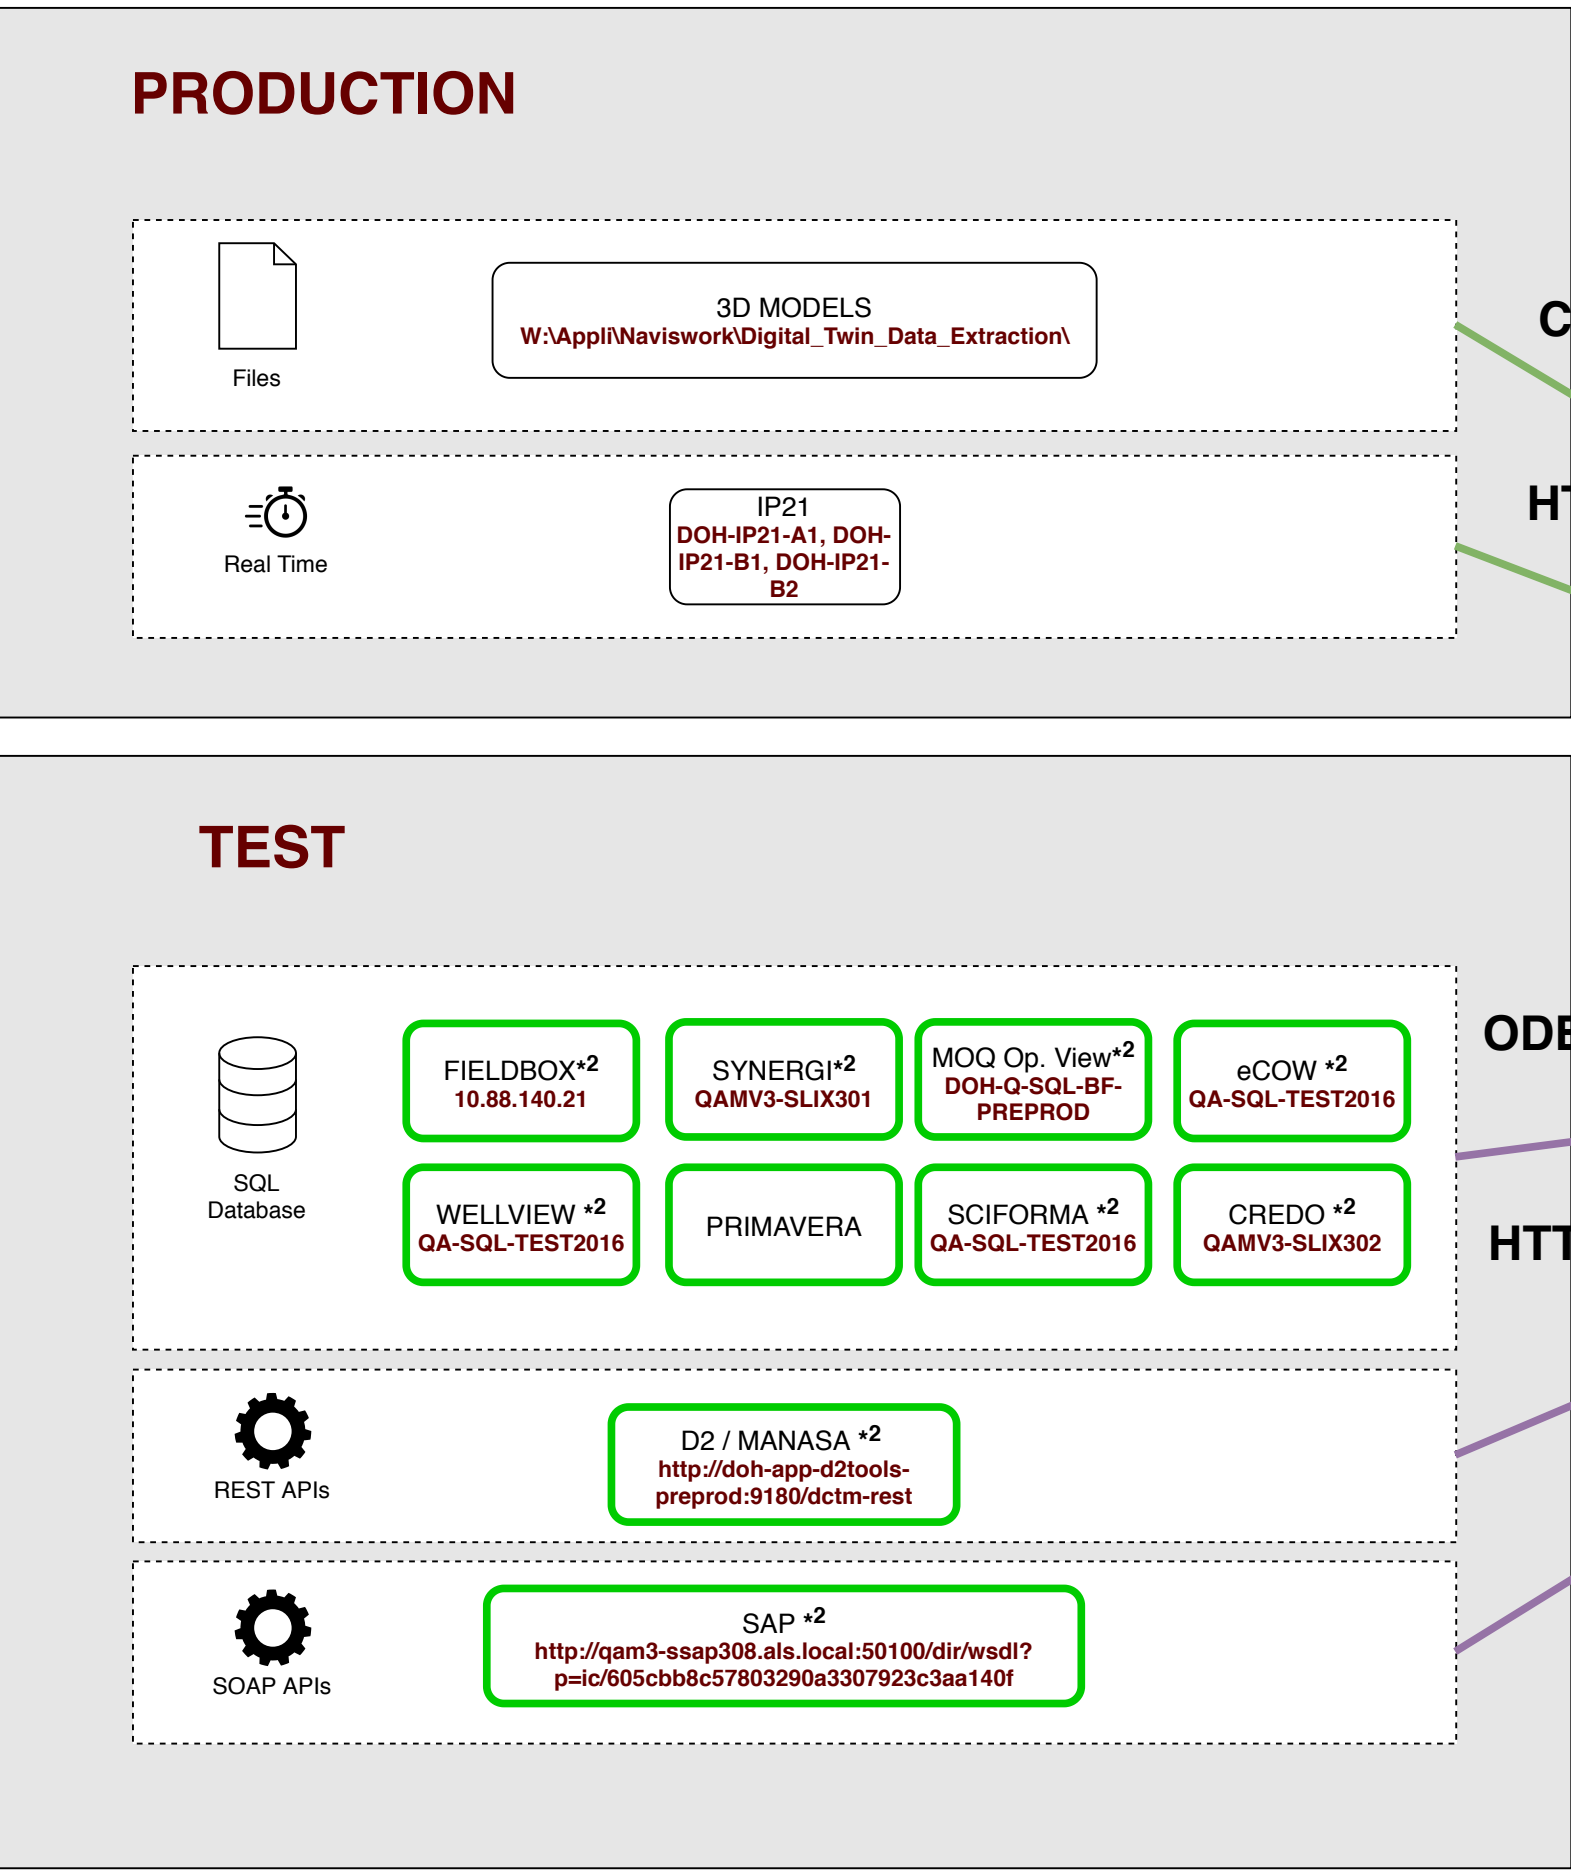 PRODUCTION
3D MODELS
W:\Appli\Naviswork\Digital_Twin_Data_Extraction\
Files
C
IP21
DOH-IP21-A1, DOH-
IP21-B1, DOH-IP21-
B2
Real Time
HT
TEST
FIELDBOX*2
10.88.140.21
SYNERGI*2
QAMV3-SLIX301
MOQ Op. View*2
DOH-Q-SQL-BF-
PREPROD
eCOW *2
QA-SQL-TEST2016
ODB
SQL
Database
WELLVIEW *2
QA-SQL-TEST2016
PRIMAVERA
SCIFORMA *2
QA-SQL-TEST2016
CREDO *2
QAMV3-SLIX302
HTT
D2 / MANASA *2
http://doh-app-d2tools-
preprod:9180/dctm-rest
REST APIs
SAP *2
http://qam3-ssap308.als.local:50100/dir/wsdl?
p=ic/605cbb8c57803290a3307923c3aa140f
SOAP APIs